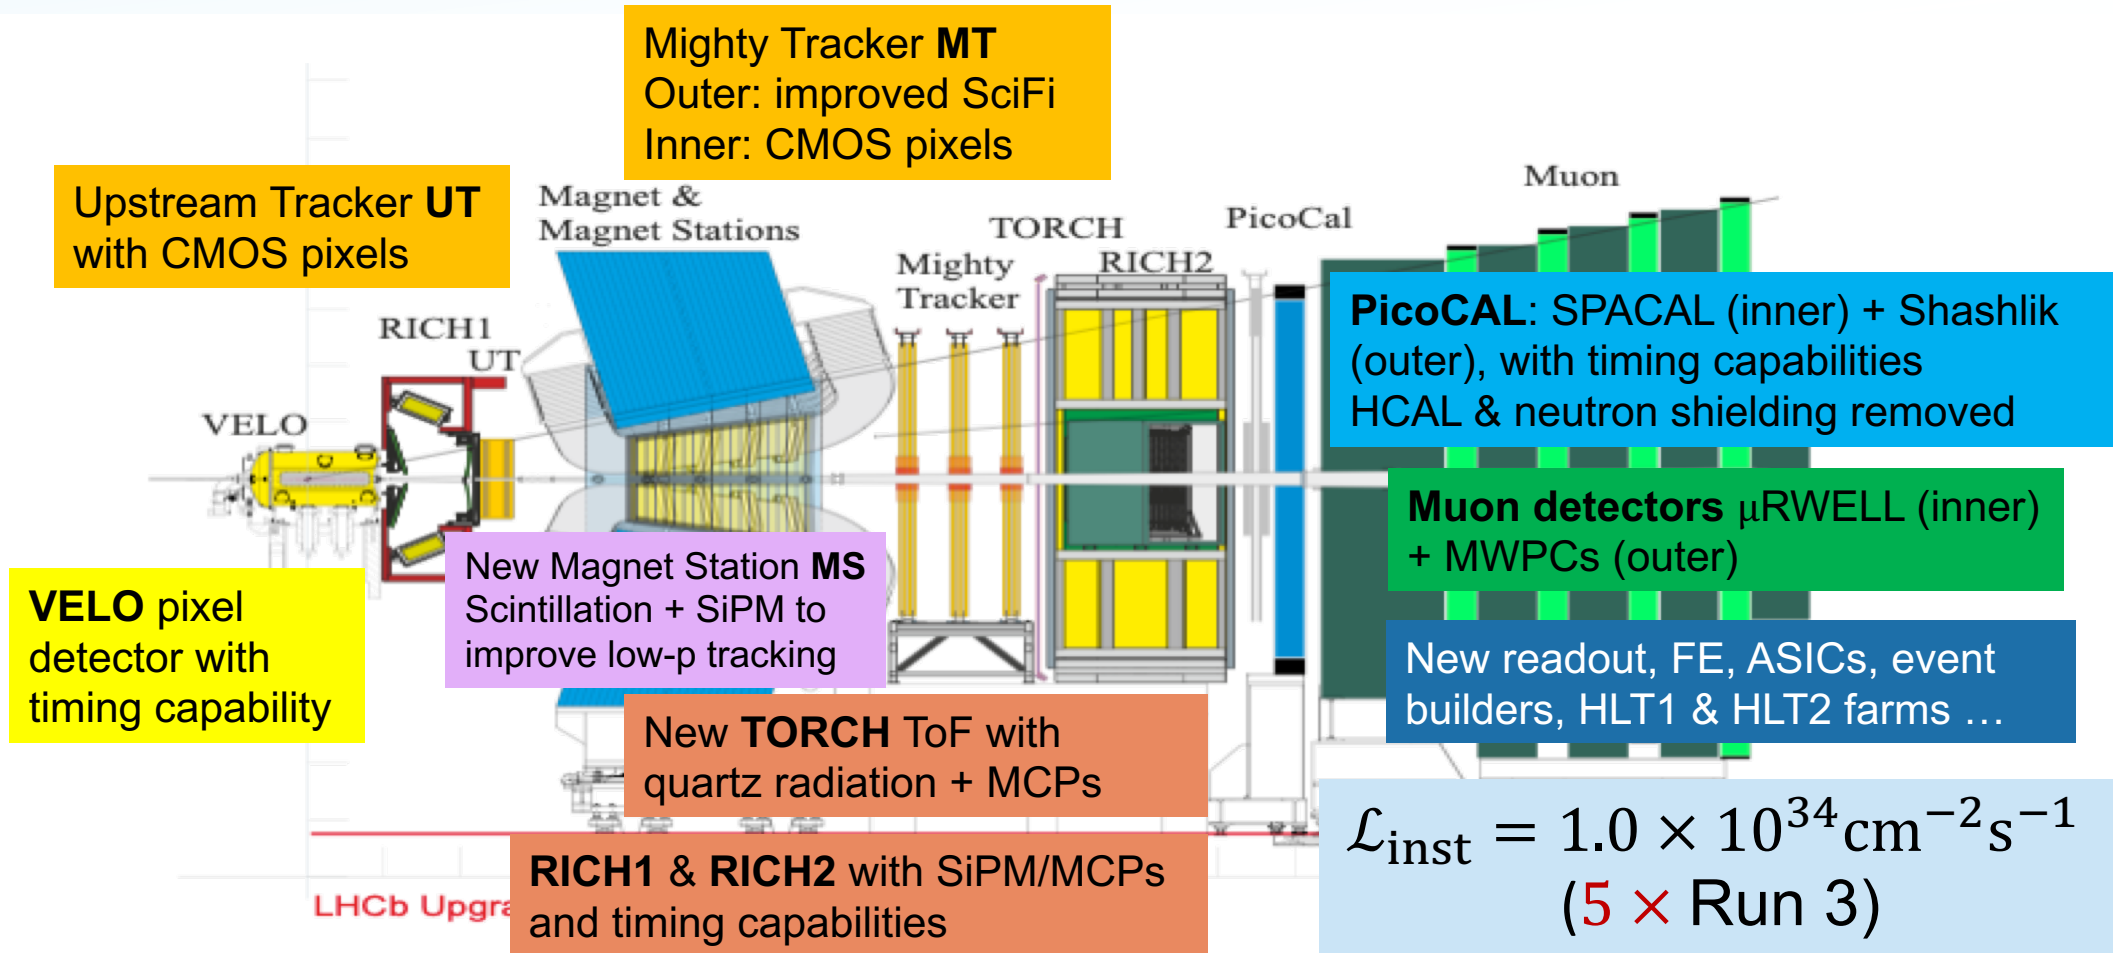 Mighty Tracker MT
Outer: improved SciFi
Inner: CMOS pixels
Upstream Tracker UT
with CMOS pixels
Magnet &
Magnet Stations
Muon
TORCH
PicoCal
RICH2
Mighty
Tracker
RICH1
UT
VELO
PicoCAL: SPACAL (inner) + Shashlik
(outer), with timing capabilities
HCAL & neutron shielding removed
Muon detectors μRWELL (inner)
+ MWPCs (outer)
New Magnet Station MS
Scintillation + SiPM to
improve low-p tracking
VELO pixel
detector with
timing capability
New readout, FE, ASICs, event
builders, HLT1 & HLT2 farms …
New TORCH ToF with
quartz radiation + MCPs
ℒinst = 1.0 × 10³⁴cm⁻²s⁻¹
(5 × Run 3)
RICH1 & RICH2 with SiPM/MCPs
and timing capabilities
LHCb Upgra